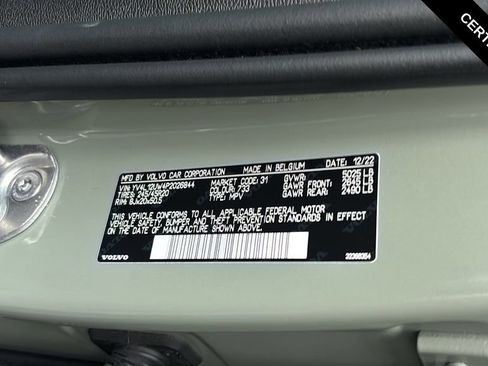 CERTI
MFD BY VOLVO CAR CORPORATION MADE IN BELGIUM 12/22
VIN: YV4L12UW4P2026844 MARKET CODE: 31 GVWR: 5025 LB
TIRES: 245/45R20 COLOUR: 733 GAWR FRONT: 2645 LB
RIM: 8Jx20x50.5 TYPE: MPV GAWR REAR: 2490 LB
THIS VEHICLE CONFORMS TO ALL APPLICABLE FEDERAL MOTOR
VEHICLE SAFETY, BUMPER AND THEFT PREVENTION STANDARDS
IN EFFECT ON THE DATE OF MANUFACTURE SHOWN ABOVE.
VOLVO 32269354